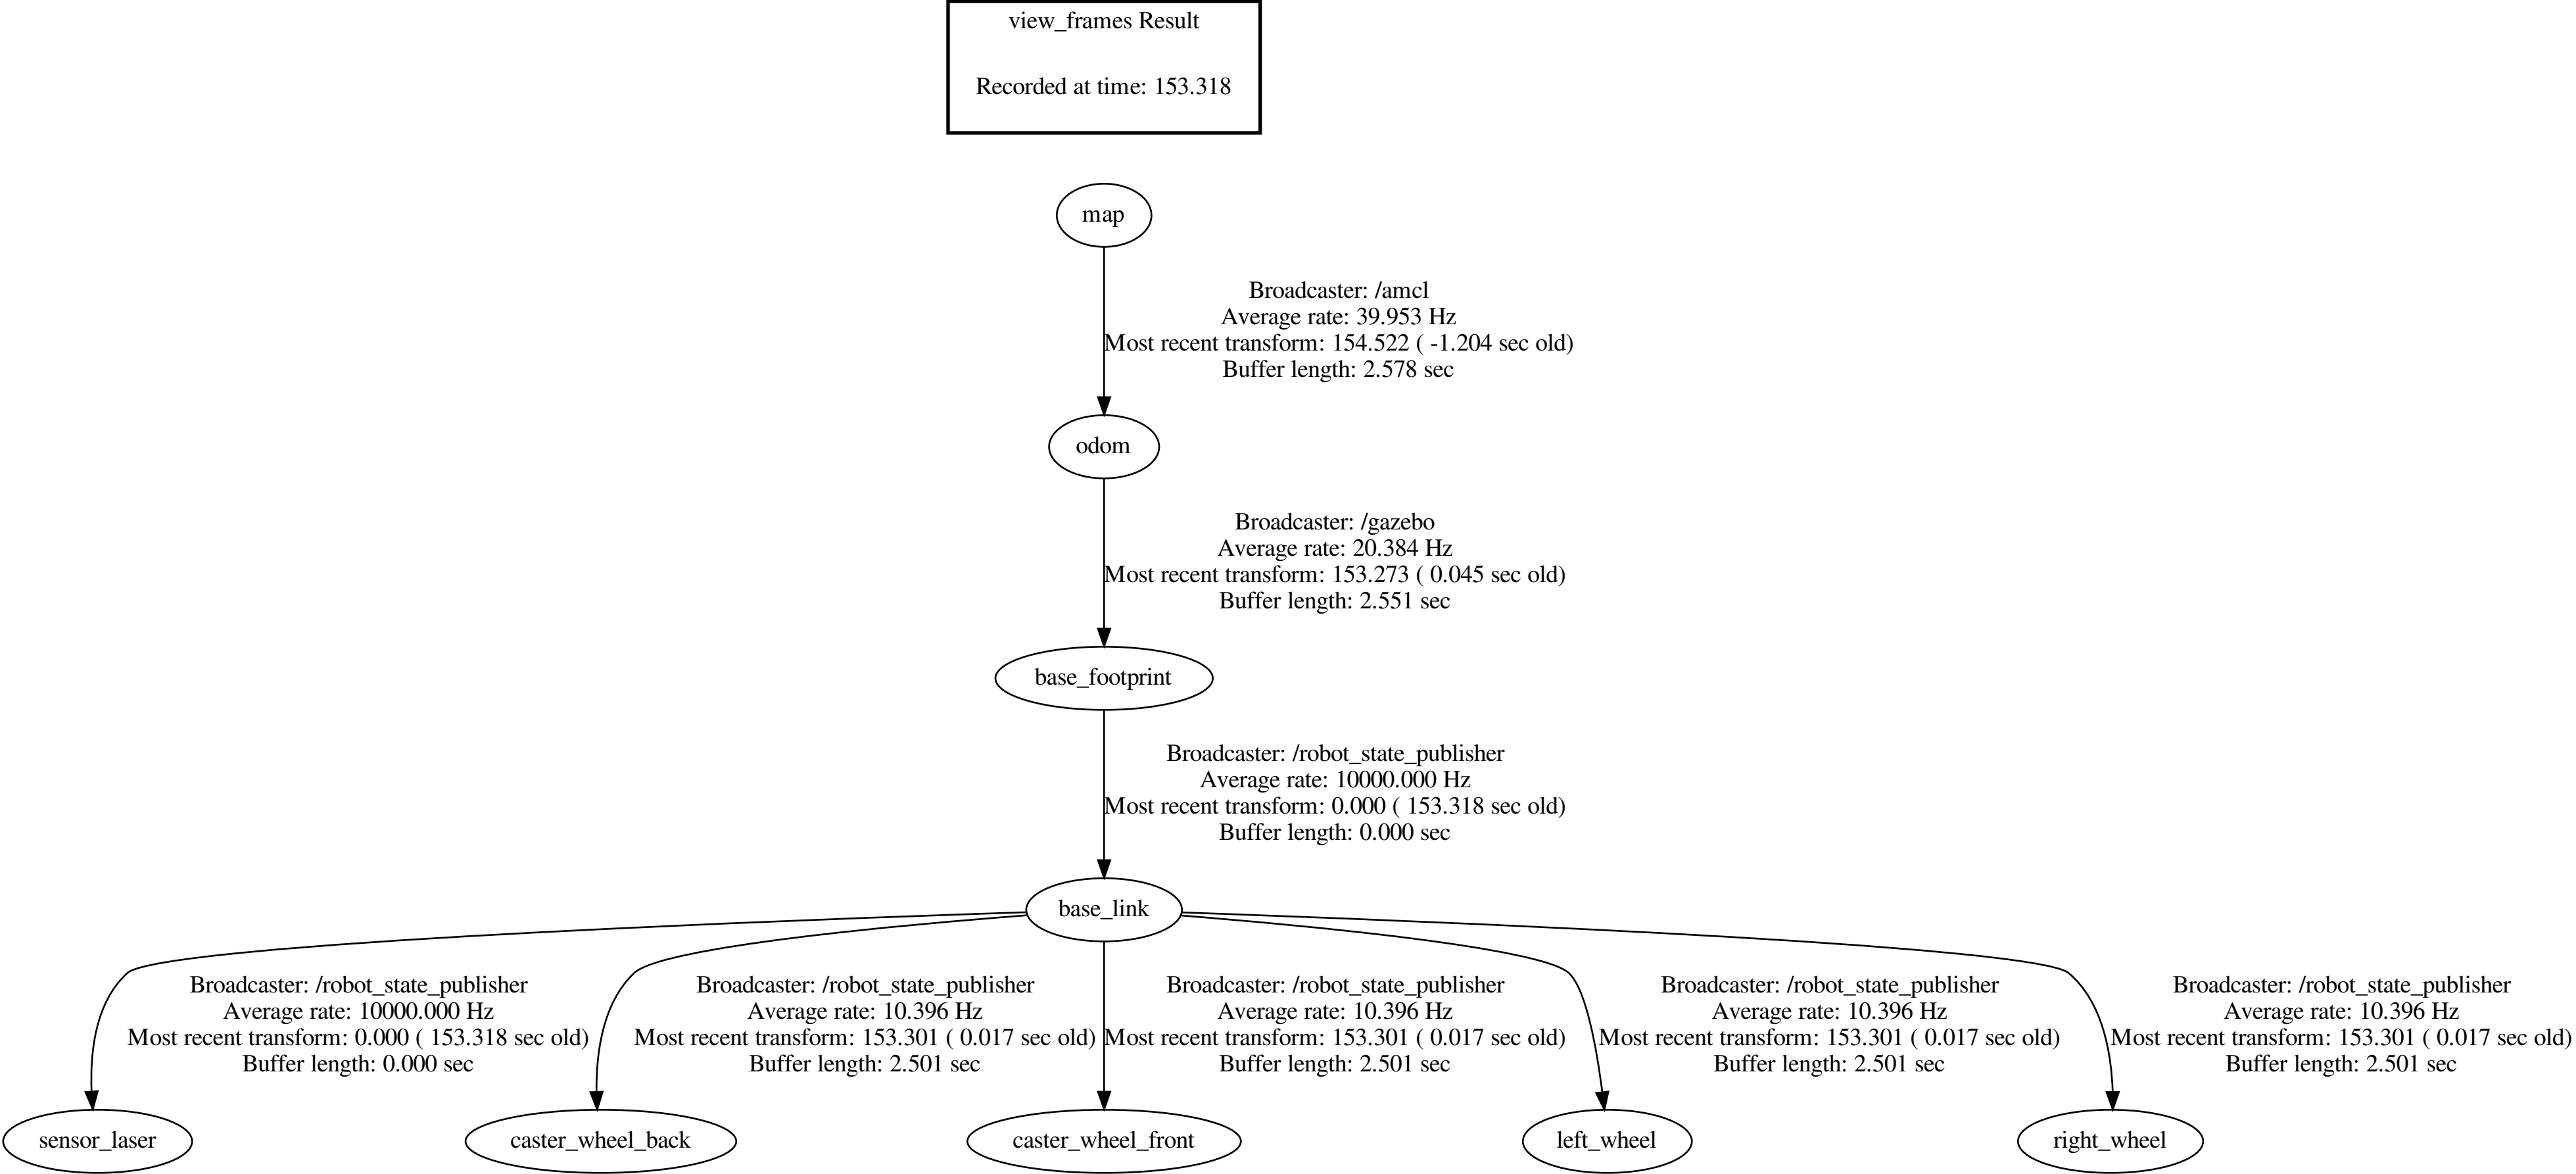 view_frames Result
Recorded at time: 153.318
map
Broadcaster: /amcl
Average rate: 39.953 Hz
Most recent transform: 154.522 ( -1.204 sec old)
Buffer length: 2.578 sec
odom
Broadcaster: /gazebo
Average rate: 20.384 Hz
Most recent transform: 153.273 ( 0.045 sec old)
Buffer length: 2.551 sec
base_footprint
Broadcaster: /robot_state_publisher
Average rate: 10000.000 Hz
Most recent transform: 0.000 ( 153.318 sec old)
Buffer length: 0.000 sec
base_link
Broadcaster: /robot_state_publisher
Average rate: 10000.000 Hz
Most recent transform: 0.000 ( 153.318 sec old)
Buffer length: 0.000 sec
Broadcaster: /robot_state_publisher
Average rate: 10.396 Hz
Most recent transform: 153.301 ( 0.017 sec old)
Buffer length: 2.501 sec
Broadcaster: /robot_state_publisher
Average rate: 10.396 Hz
Most recent transform: 153.301 ( 0.017 sec old)
Buffer length: 2.501 sec
Broadcaster: /robot_state_publisher
Average rate: 10.396 Hz
Most recent transform: 153.301 ( 0.017 sec old)
Buffer length: 2.501 sec
Broadcaster: /robot_state_publisher
Average rate: 10.396 Hz
Most recent transform: 153.301 ( 0.017 sec old)
Buffer length: 2.501 sec
sensor_laser
caster_wheel_back
caster_wheel_front
left_wheel
right_wheel